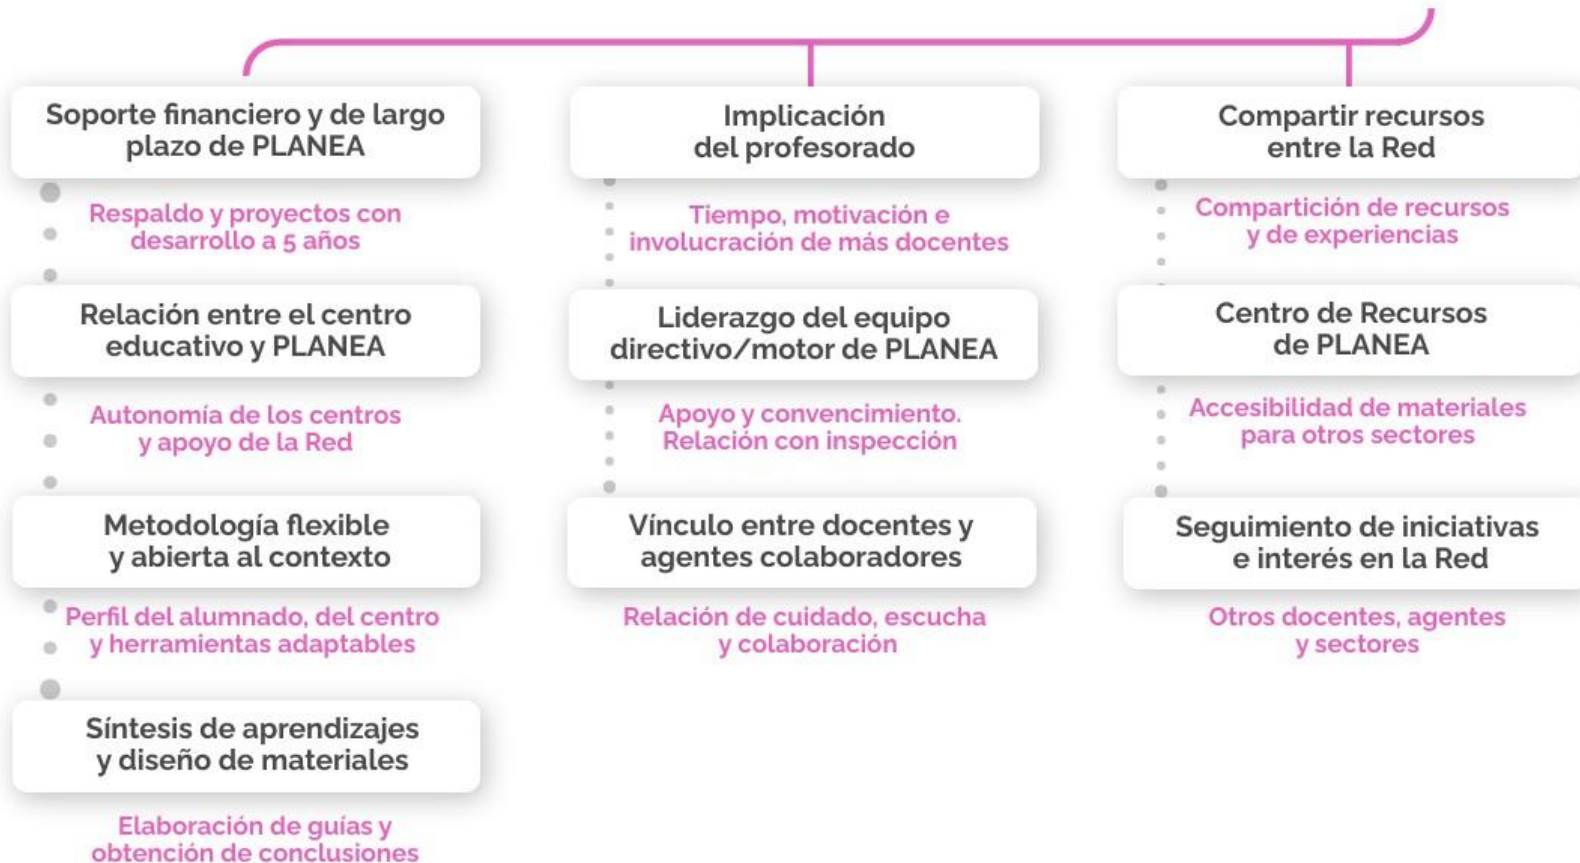 Soporte financiero y de largo
plazo de PLANEA
Respaldo y proyectos con
desarrollo a 5 años
Relación entre el centro
educativo y PLANEA
Autonomía de los centros
y apoyo de la Red
Metodología flexible
y abierta al contexto
Perfil del alumnado, del centro
y herramientas adaptables
Síntesis de aprendizajes
y diseño de materiales
Elaboración de guías y
obtención de conclusiones
Implicación
del profesorado
Tiempo, motivación e
involucración de más docentes
Liderazgo del equipo
directivo/motor de PLANEA
Apoyo y convencimiento.
Relación con inspección
Vínculo entre docentes y
agentes colaboradores
Relación de cuidado, escucha
y colaboración
Compartir recursos
entre la Red
Compartición de recursos
y de experiencias
Centro de Recursos
de PLANEA
Accesibilidad de materiales
para otros sectores
Seguimiento de iniciativas
e interés en la Red
Otros docentes, agentes
y sectores